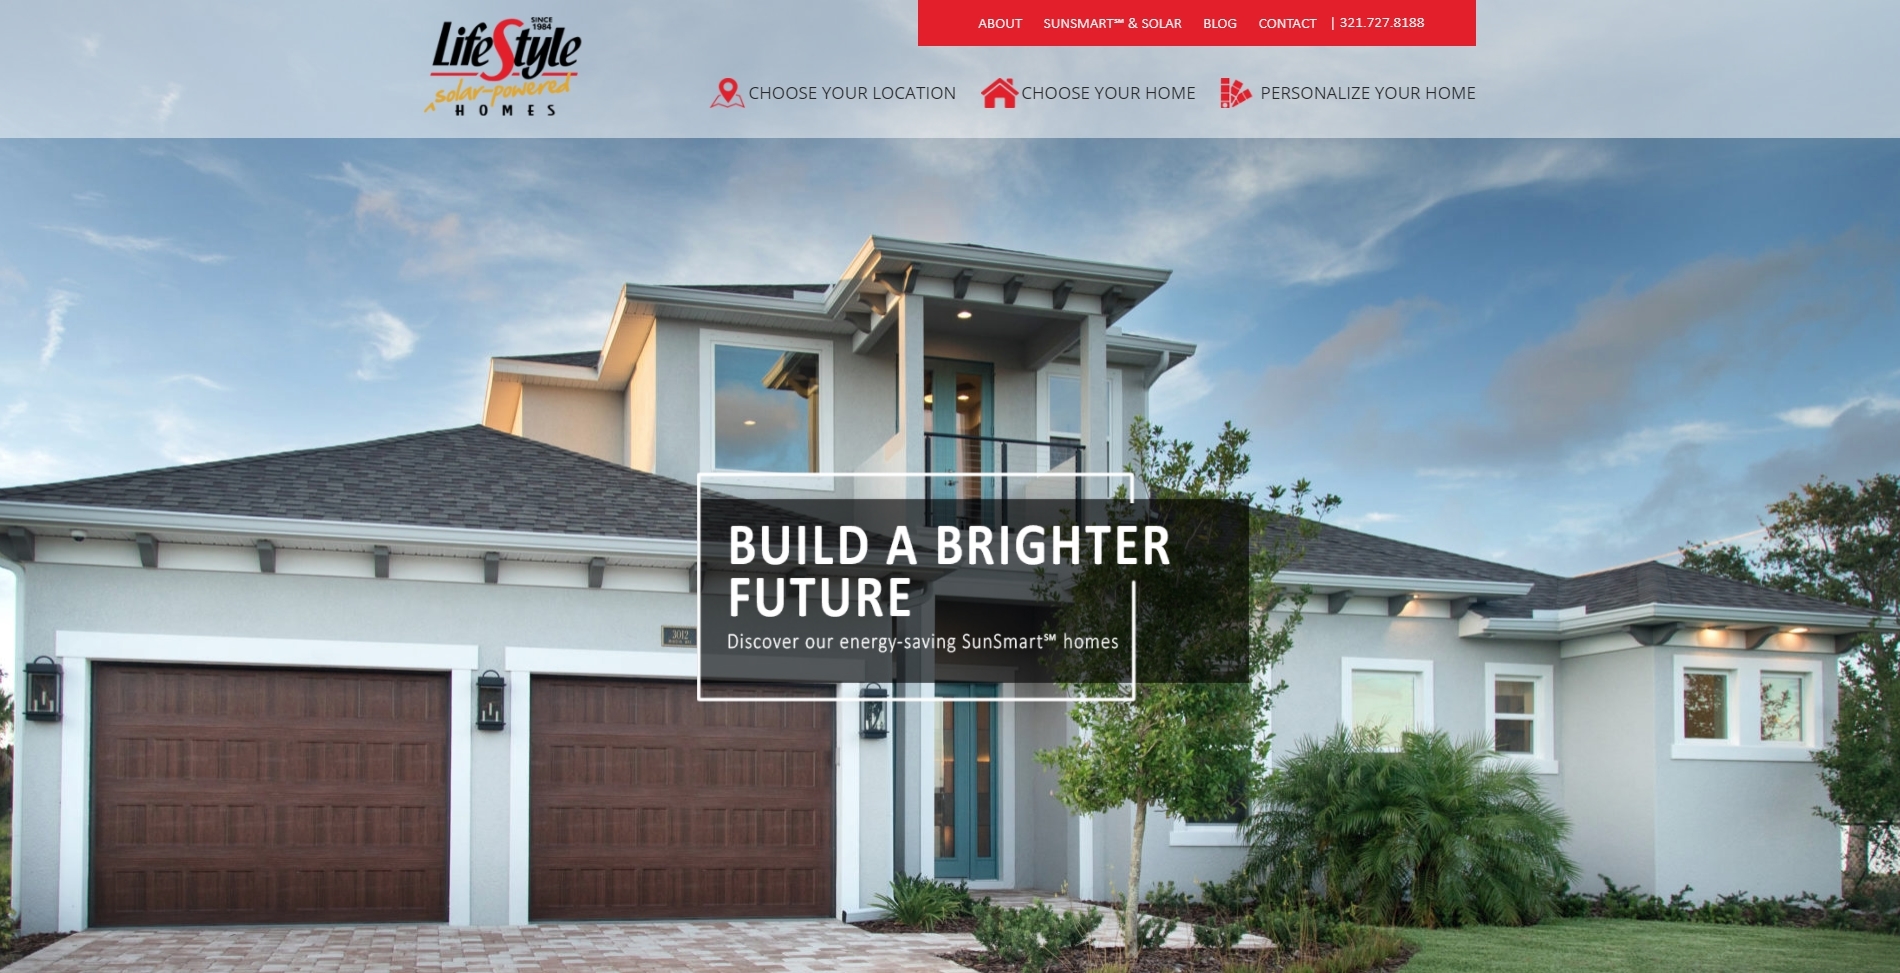 SINCE
1984
LifeStyle
solar-powered
HOMES
ABOUT SUNSMART℠ & SOLAR BLOG CONTACT | 321.727.8188
CHOOSE YOUR LOCATION CHOOSE YOUR HOME PERSONALIZE YOUR HOME
BUILD A BRIGHTER
FUTURE
Discover our energy-saving SunSmart℠ homes
3012